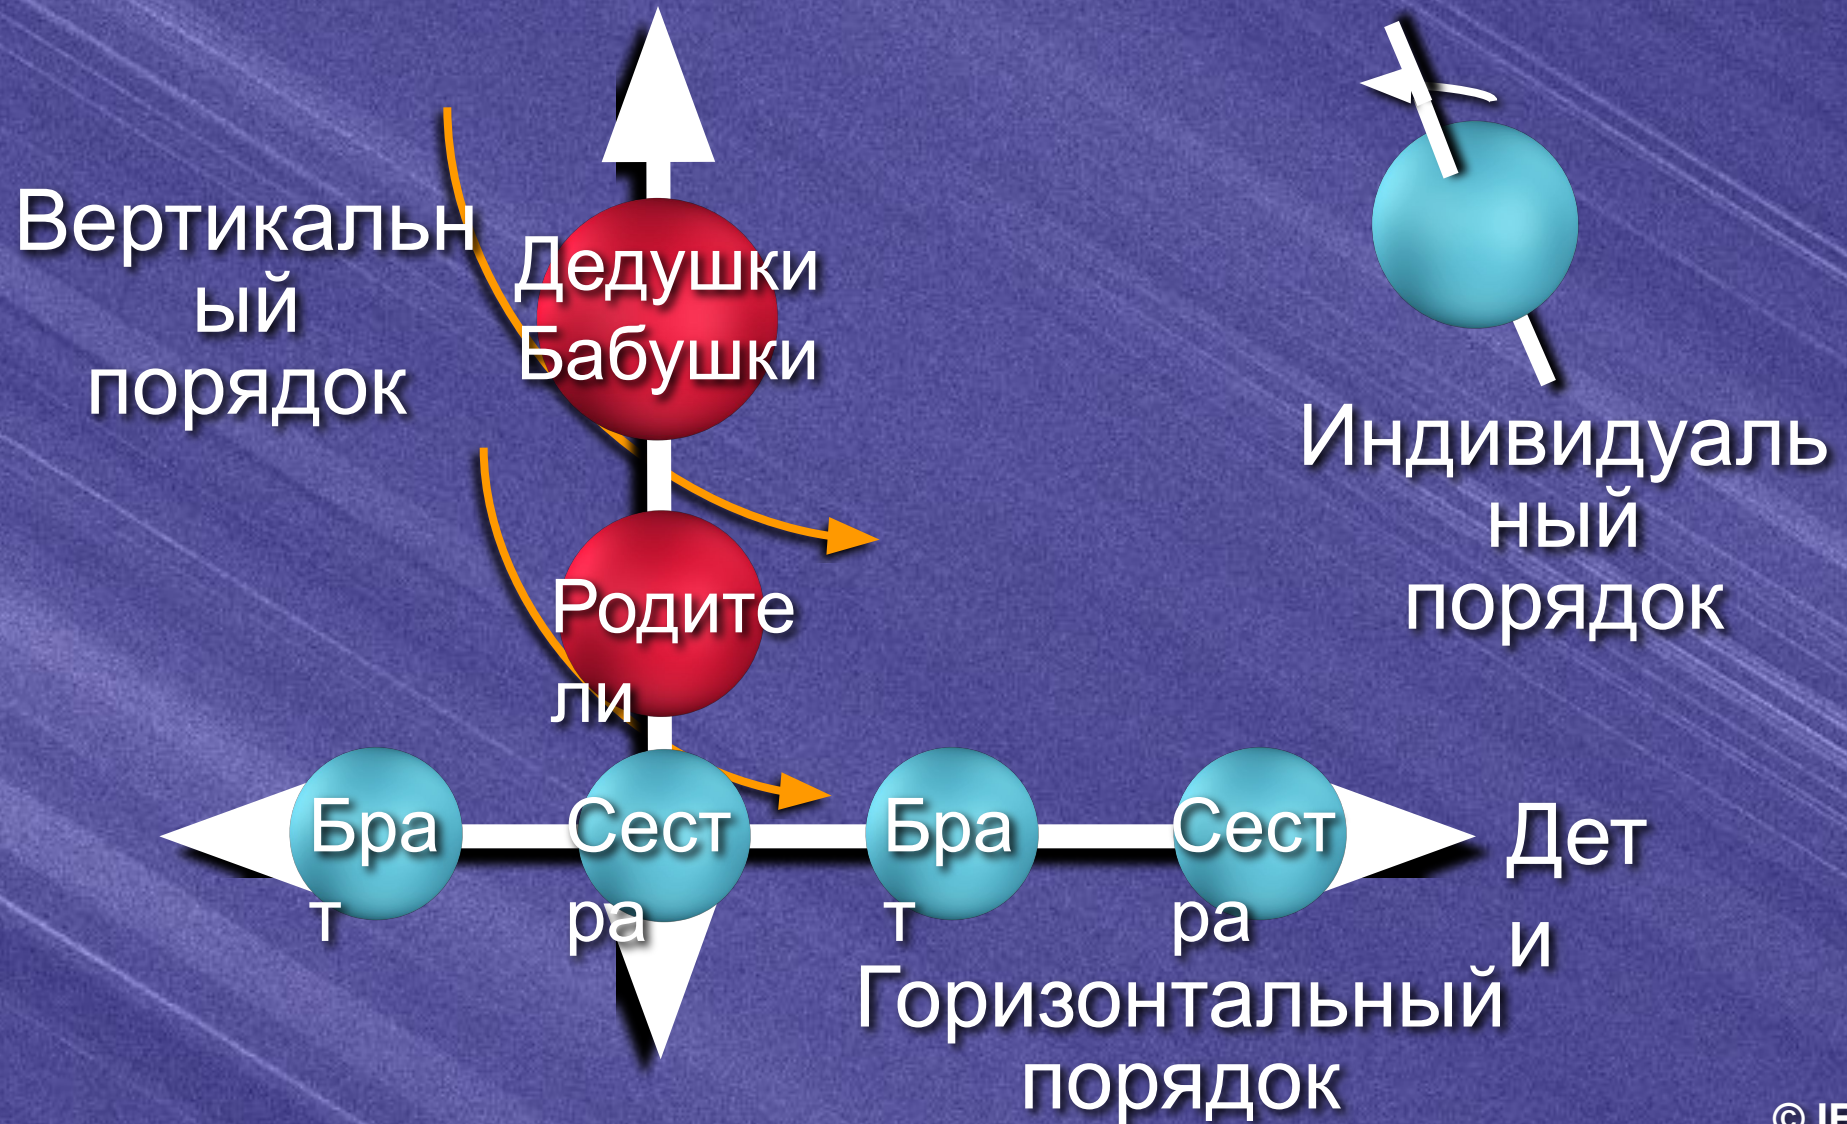 Вертикальн
ый
порядок
Дедушки
Бабушки
Индивидуаль
ный
порядок
Родите
ли
Бра
т
Сест
ра
Бра
т
Сест
ра
Дет
и
Горизонтальный
порядок
©